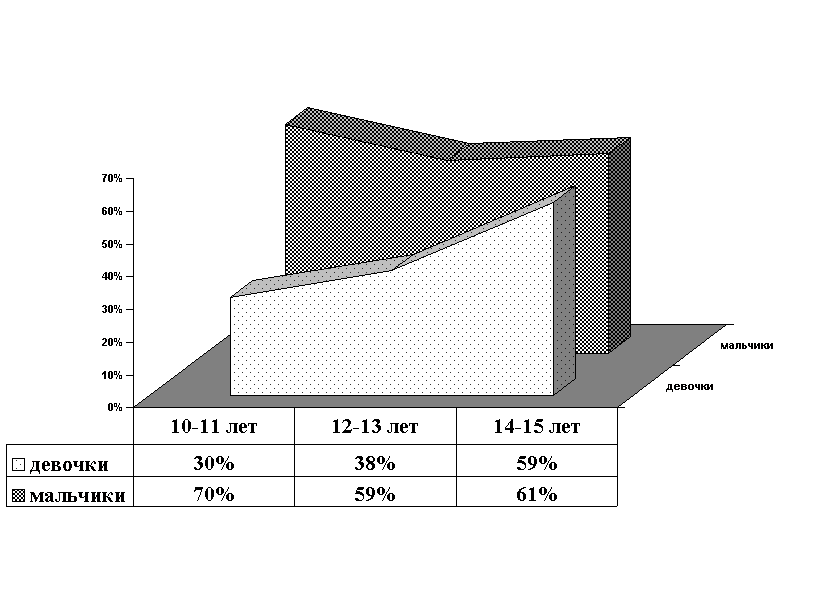 70%
60%
50%
40%
30%
20%
10%
0%
мальчики
девочки
10-11 лет 12-13 лет 14-15 лет
девочки 30% 38% 59%
мальчики 70% 59% 61%